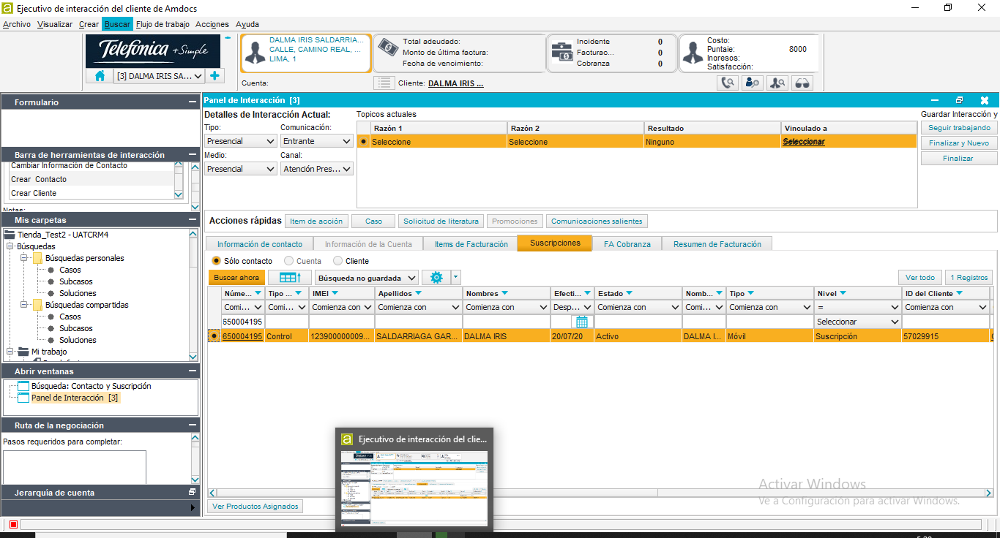 Ejecutivo de interacción del cliente de Amdocs
Archivo Visualizar Crear Buscar Flujo de trabajo Acciones Ayuda
Telefónica +Simple
[3] DALMA IRIS SA...
DALMA IRIS SALDARRIA...
CALLE, CAMINO REAL, ...
LIMA, 1
Cuenta:
Total adeudado:
Monto de última factura:
Fecha de vencimiento:
Cliente: DALMA IRIS ...
Incidente 0
Facturac... 0
Cobranza 0
Costo:
Puntaie: 8000
Inoresos:
Satisfacción:
Formulario
Barra de herramientas de interacción
Cambiar Información de Contacto
Crear Contacto
Crear Cliente
Notas:
Mis carpetas
Tienda_Test2 - UATCRM4
Búsquedas
Búsquedas personales
Casos
Subcasos
Soluciones
Búsquedas compartidas
Casos
Subcasos
Soluciones
Mi trabajo
Abrir ventanas
Búsqueda: Contacto y Suscripción
Panel de Interacción [3]
Ruta de la negociación
Pasos requeridos para completar:
Jerarquía de cuenta
Panel de Interacción [3]
Detalles de Interacción Actual:
Tipo: Comunicación:
Presencial Entrante
Medio: Canal:
Presencial Atención Pres...
Topicos actuales
Razón 1 Razón 2 Resultado Vinculado a
Seleccione Seleccione Ninguno Seleccionar
Guardar Interacción y
Seguir trabajando
Finalizar y Nuevo
Finalizar
Acciones rápidas Item de acción Caso Solicitud de literatura Promociones Comunicaciones salientes
Información de contacto Información de la Cuenta Items de Facturación Suscripciones FA Cobranza Resumen de Facturación
Sólo contacto Cuenta Cliente
Buscar ahora Búsqueda no guardada Ver todo 1 Registros
Núme... Tipo ... IMEI Apellidos Nombres Efecti... Estado Nomb... Tipo Nivel ID del Cliente
Comi... Comi... Comienza con Comienza con Comienza con Desp... Comienza con Comi... Comienza con = Comienza con
650004195 Seleccionar
650004195 Control 123900000009... SALDARRIAGA GAR... DALMA IRIS 20/07/20 Activo DALMA I... Móvil Suscripción 57029915
Ejecutivo de interacción del clie...
Activar Windows
Ve a Configuración para activar Windows.
Ver Productos Asignados